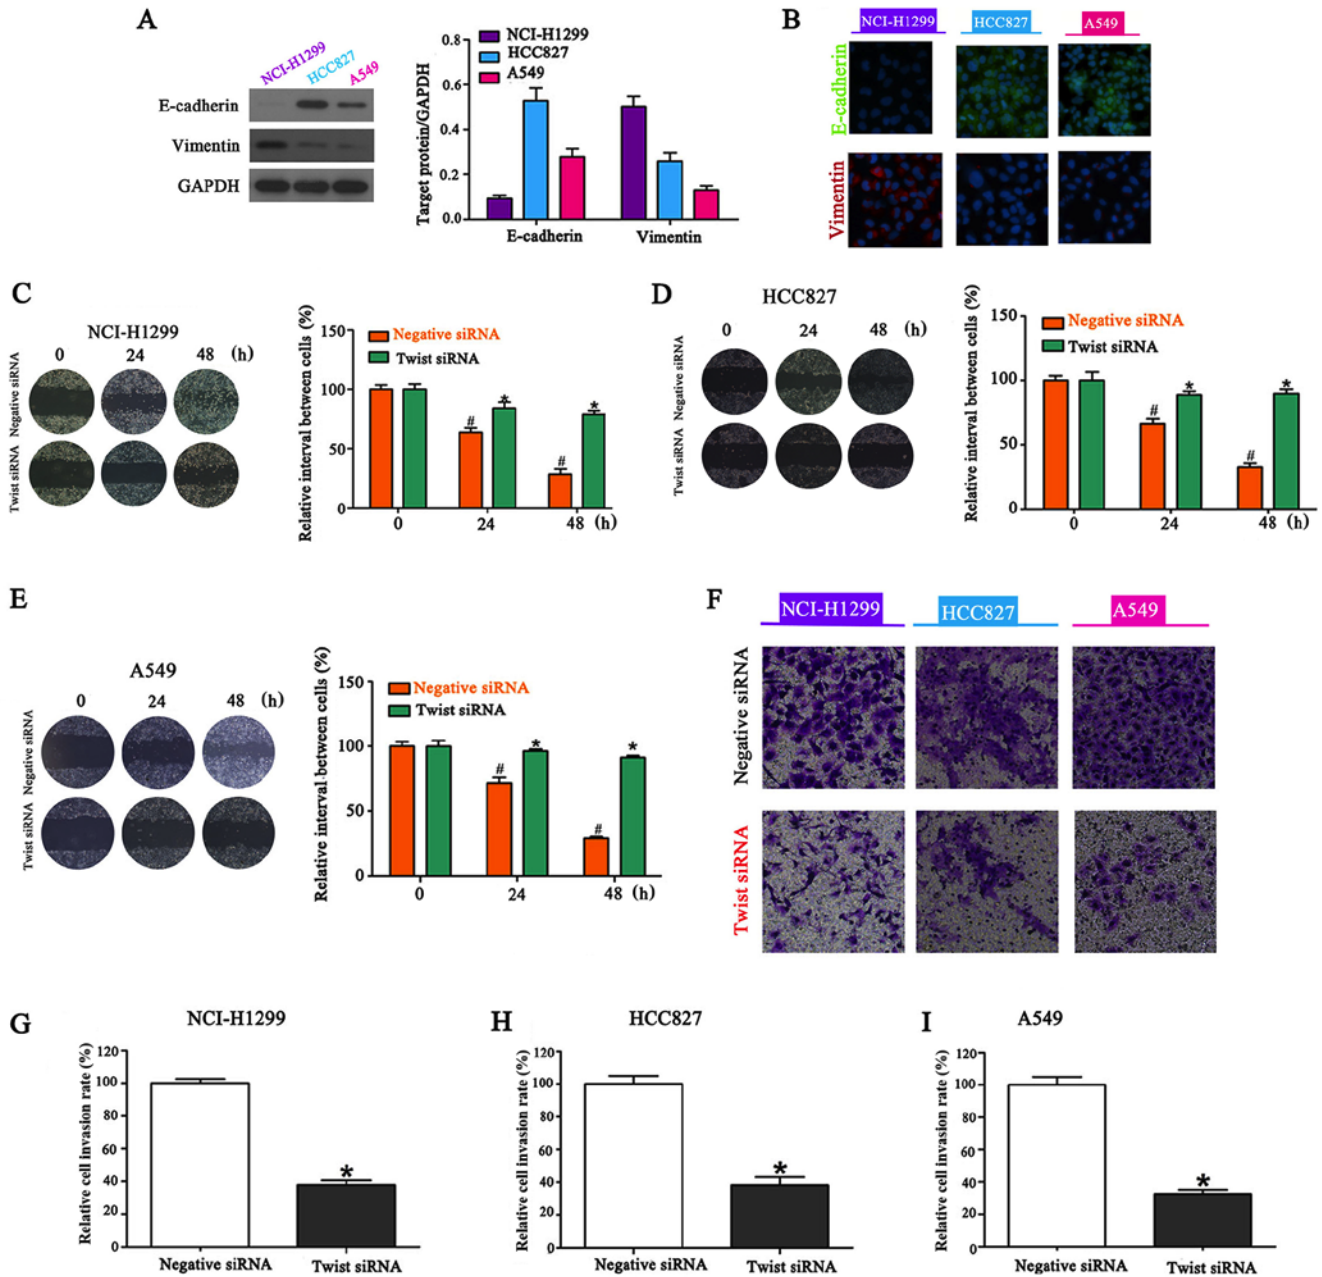 A
NCI-H1299
HCC827
A549
E-cadherin
Vimentin
GAPDH
Target protein/GAPDH
0.8
0.6
0.4
0.2
0.0
NCI-H1299
HCC827
A549
E-cadherin
Vimentin
B
NCI-H1299
HCC827
A549
E-cadherin
Vimentin
C
NCI-H1299
0 24 48 (h)
Negative siRNA
Twist siRNA
Relative interval between cells (%)
150
100
50
0
Negative siRNA
Twist siRNA
#
*
#
*
0 24 48 (h)
D
HCC827
0 24 48 (h)
Negative siRNA
Twist siRNA
Relative interval between cells (%)
150
100
50
0
Negative siRNA
Twist siRNA
#
*
#
*
0 24 48 (h)
E
A549
0 24 48 (h)
Negative siRNA
Twist siRNA
Relative interval between cells (%)
150
100
50
0
Negative siRNA
Twist siRNA
#
*
#
*
0 24 48 (h)
F
NCI-H1299
HCC827
A549
Negative siRNA
Twist siRNA
G
NCI-H1299
Relative cell invasion rate (%)
120
100
80
60
40
20
0
*
Negative siRNA
Twist siRNA
H
HCC827
Relative cell invasion rate (%)
120
100
80
60
40
20
0
*
Negative siRNA
Twist siRNA
I
A549
Relative cell invasion rate (%)
120
100
80
60
40
20
0
*
Negative siRNA
Twist siRNA